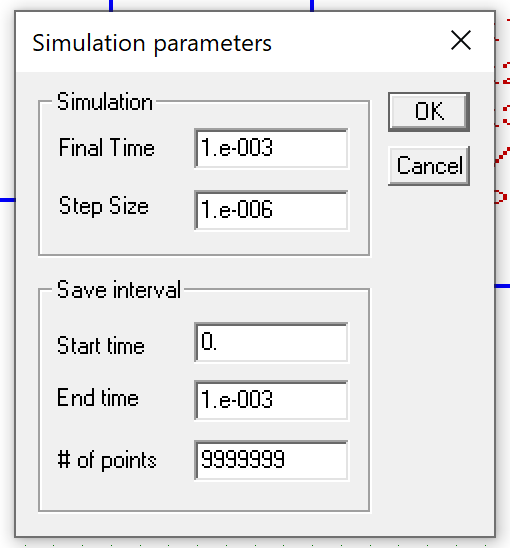 Simulation parameters
Simulation
OK
Final Time 1.e-003
Cancel
Step Size 1.e-006
Save interval
Start time 0.
End time 1.e-003
# of points 9999999